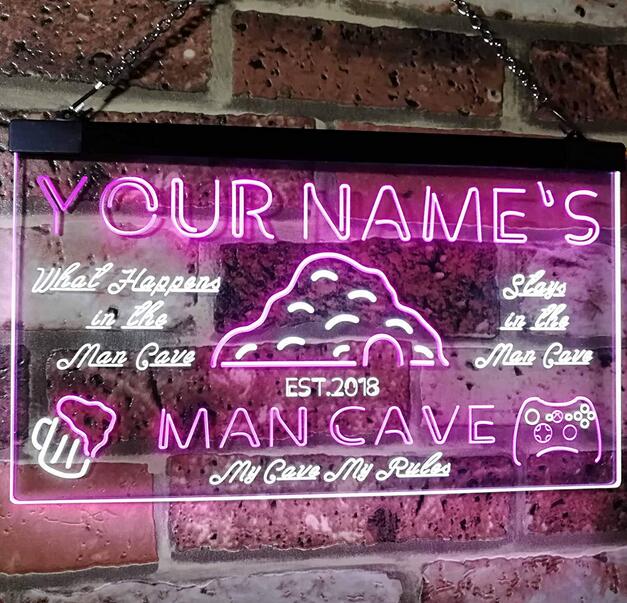 YOUR NAME'S
What Happens
in the
Man Cave
Stays
in the
Man Cave
EST.2018
MAN CAVE
My Cave My Rules